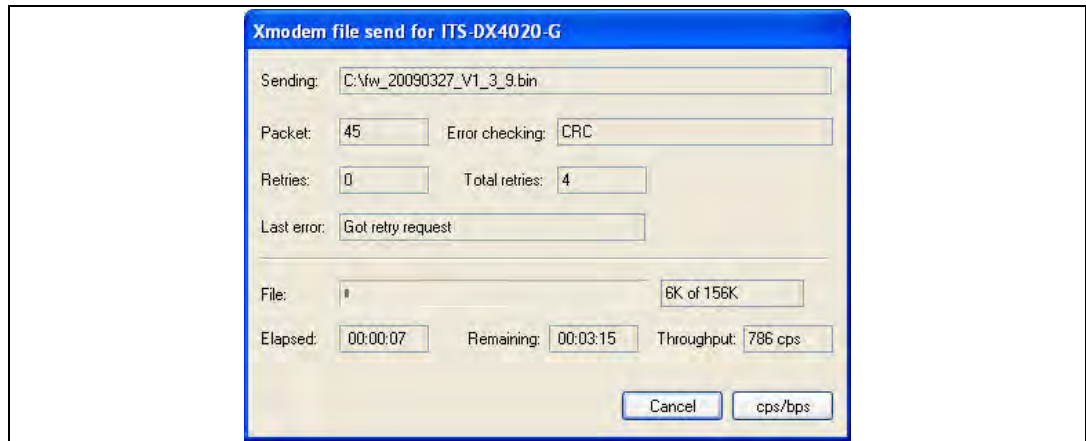 Xmodem file send for ITS-DX4020-G
Sending: C:\fw_20090327_V1_3_9.bin
Packet: 45 Error checking: CRC
Retries: 0 Total retries: 4
Last error: Got retry request
File: 6K of 156K
Elapsed: 00:00:07 Remaining: 00:03:15 Throughput: 786 cps
Cancel cps/bps